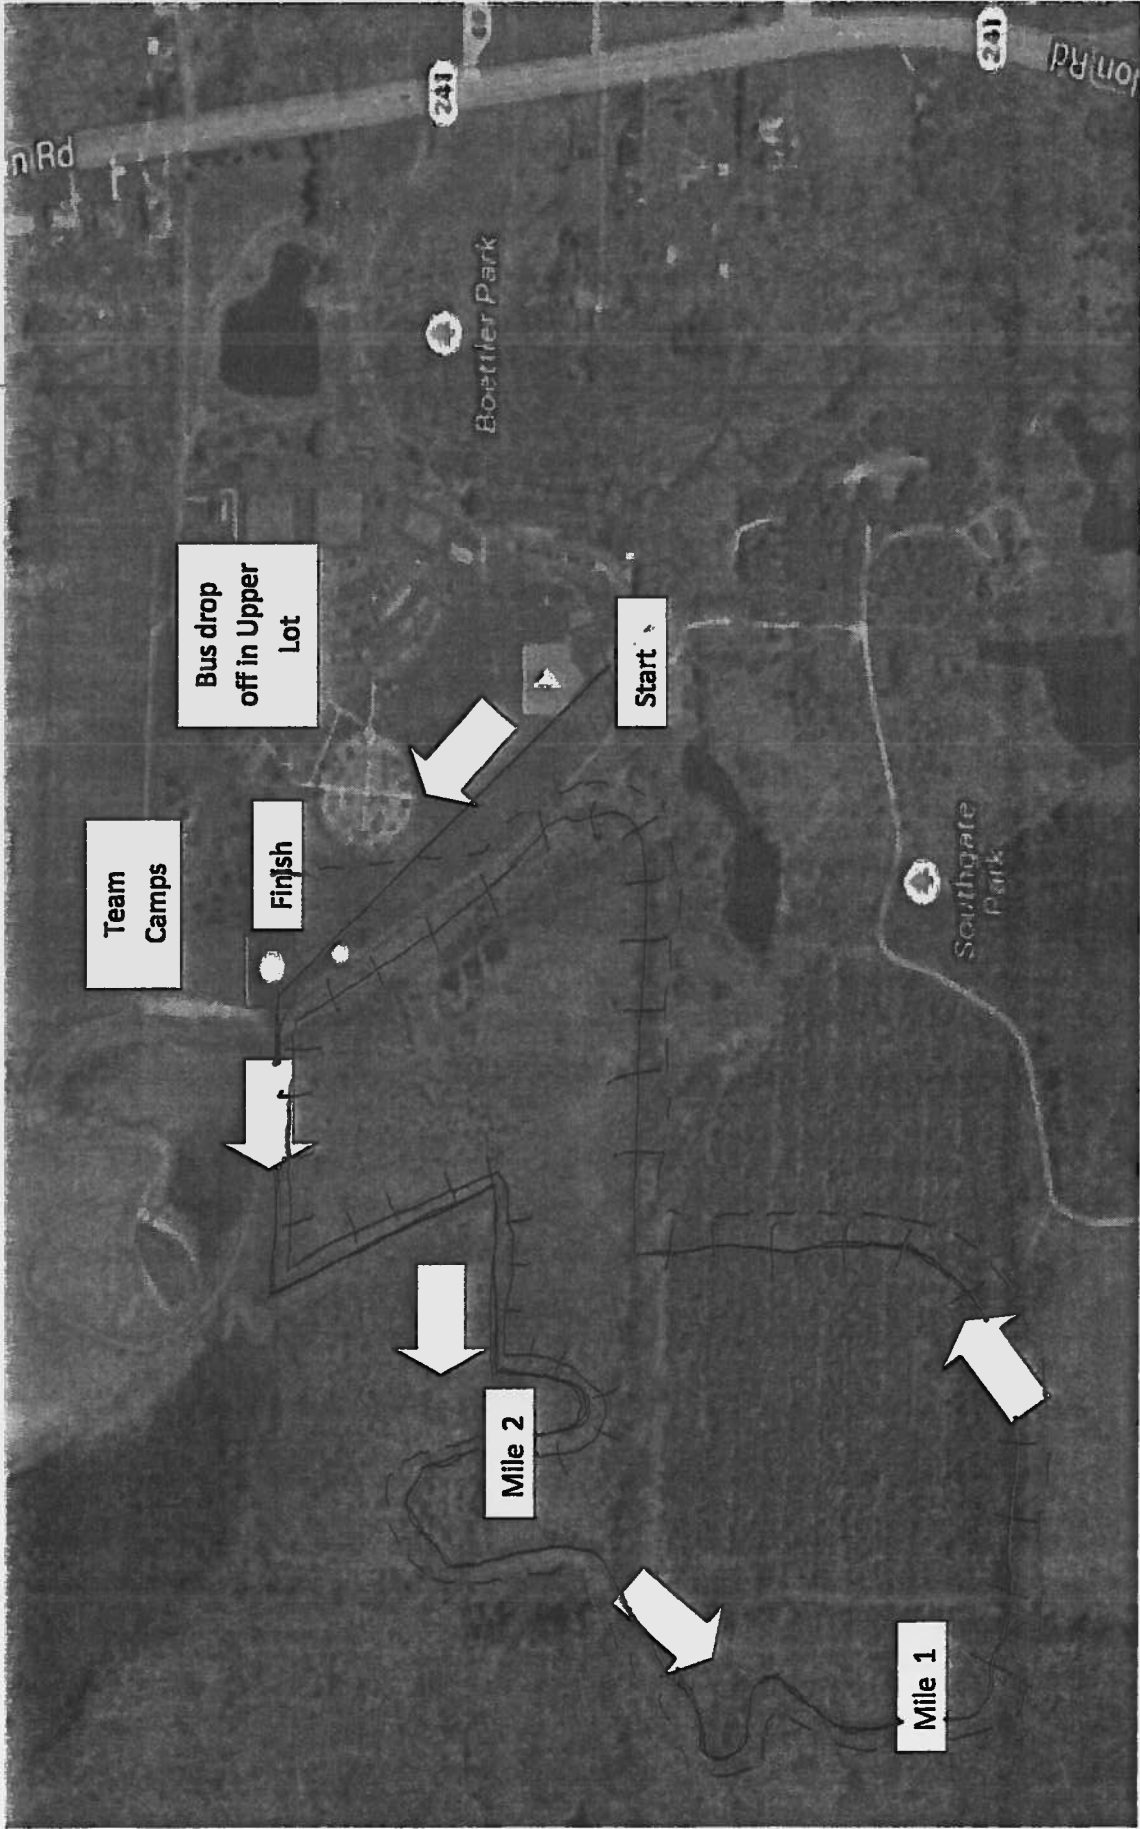 n Rd
Team
Camps
Bus drop
off in Upper
Lot
Finish
241
Boettler Park
Mile 2
Start
Mile 1
Southgate
Park
241
lon Rd